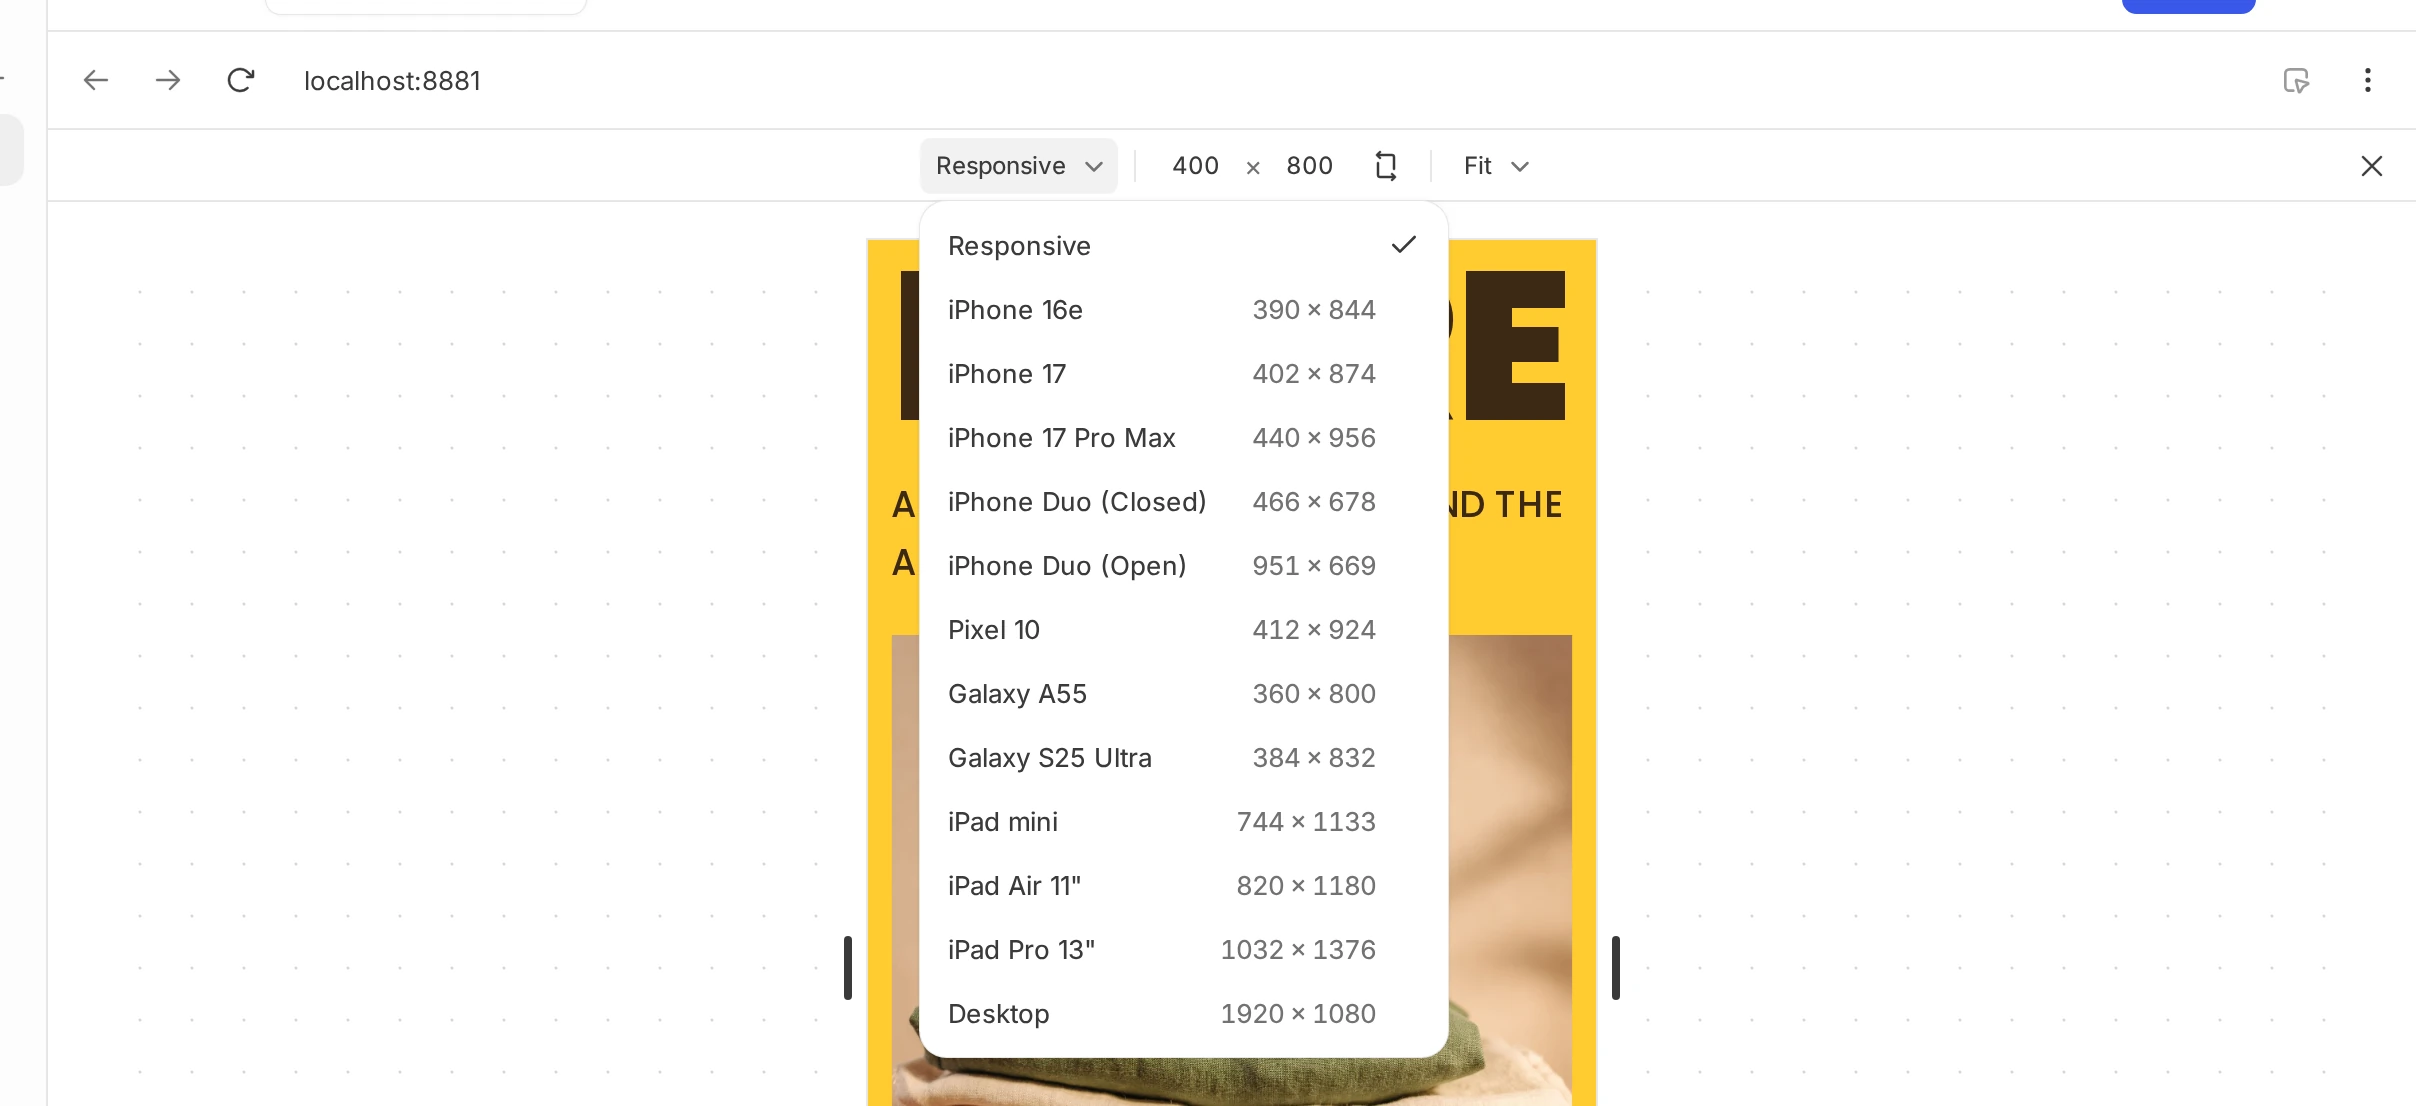 localhost:8881
Responsive
400 × 800
Fit
Responsive
iPhone 16e 390 × 844
iPhone 17 402 × 874
iPhone 17 Pro Max 440 × 956
iPhone Duo (Closed) 466 × 678
iPhone Duo (Open) 951 × 669
Pixel 10 412 × 924
Galaxy A55 360 × 800
Galaxy S25 Ultra 384 × 832
iPad mini 744 × 1133
iPad Air 11" 820 × 1180
iPad Pro 13" 1032 × 1376
Desktop 1920 × 1080
E
A
THE
A